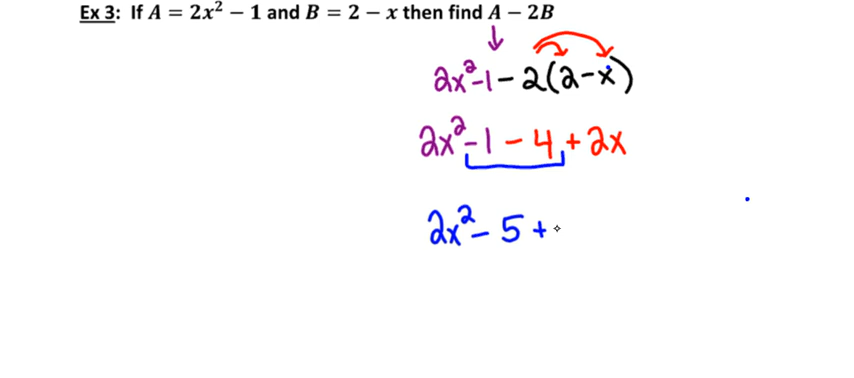 Ex 3: If A = 2x² − 1 and B = 2 − x then find A − 2B
2x²-1-2(2-x)
2x²-1-4+2x
2x²-5+